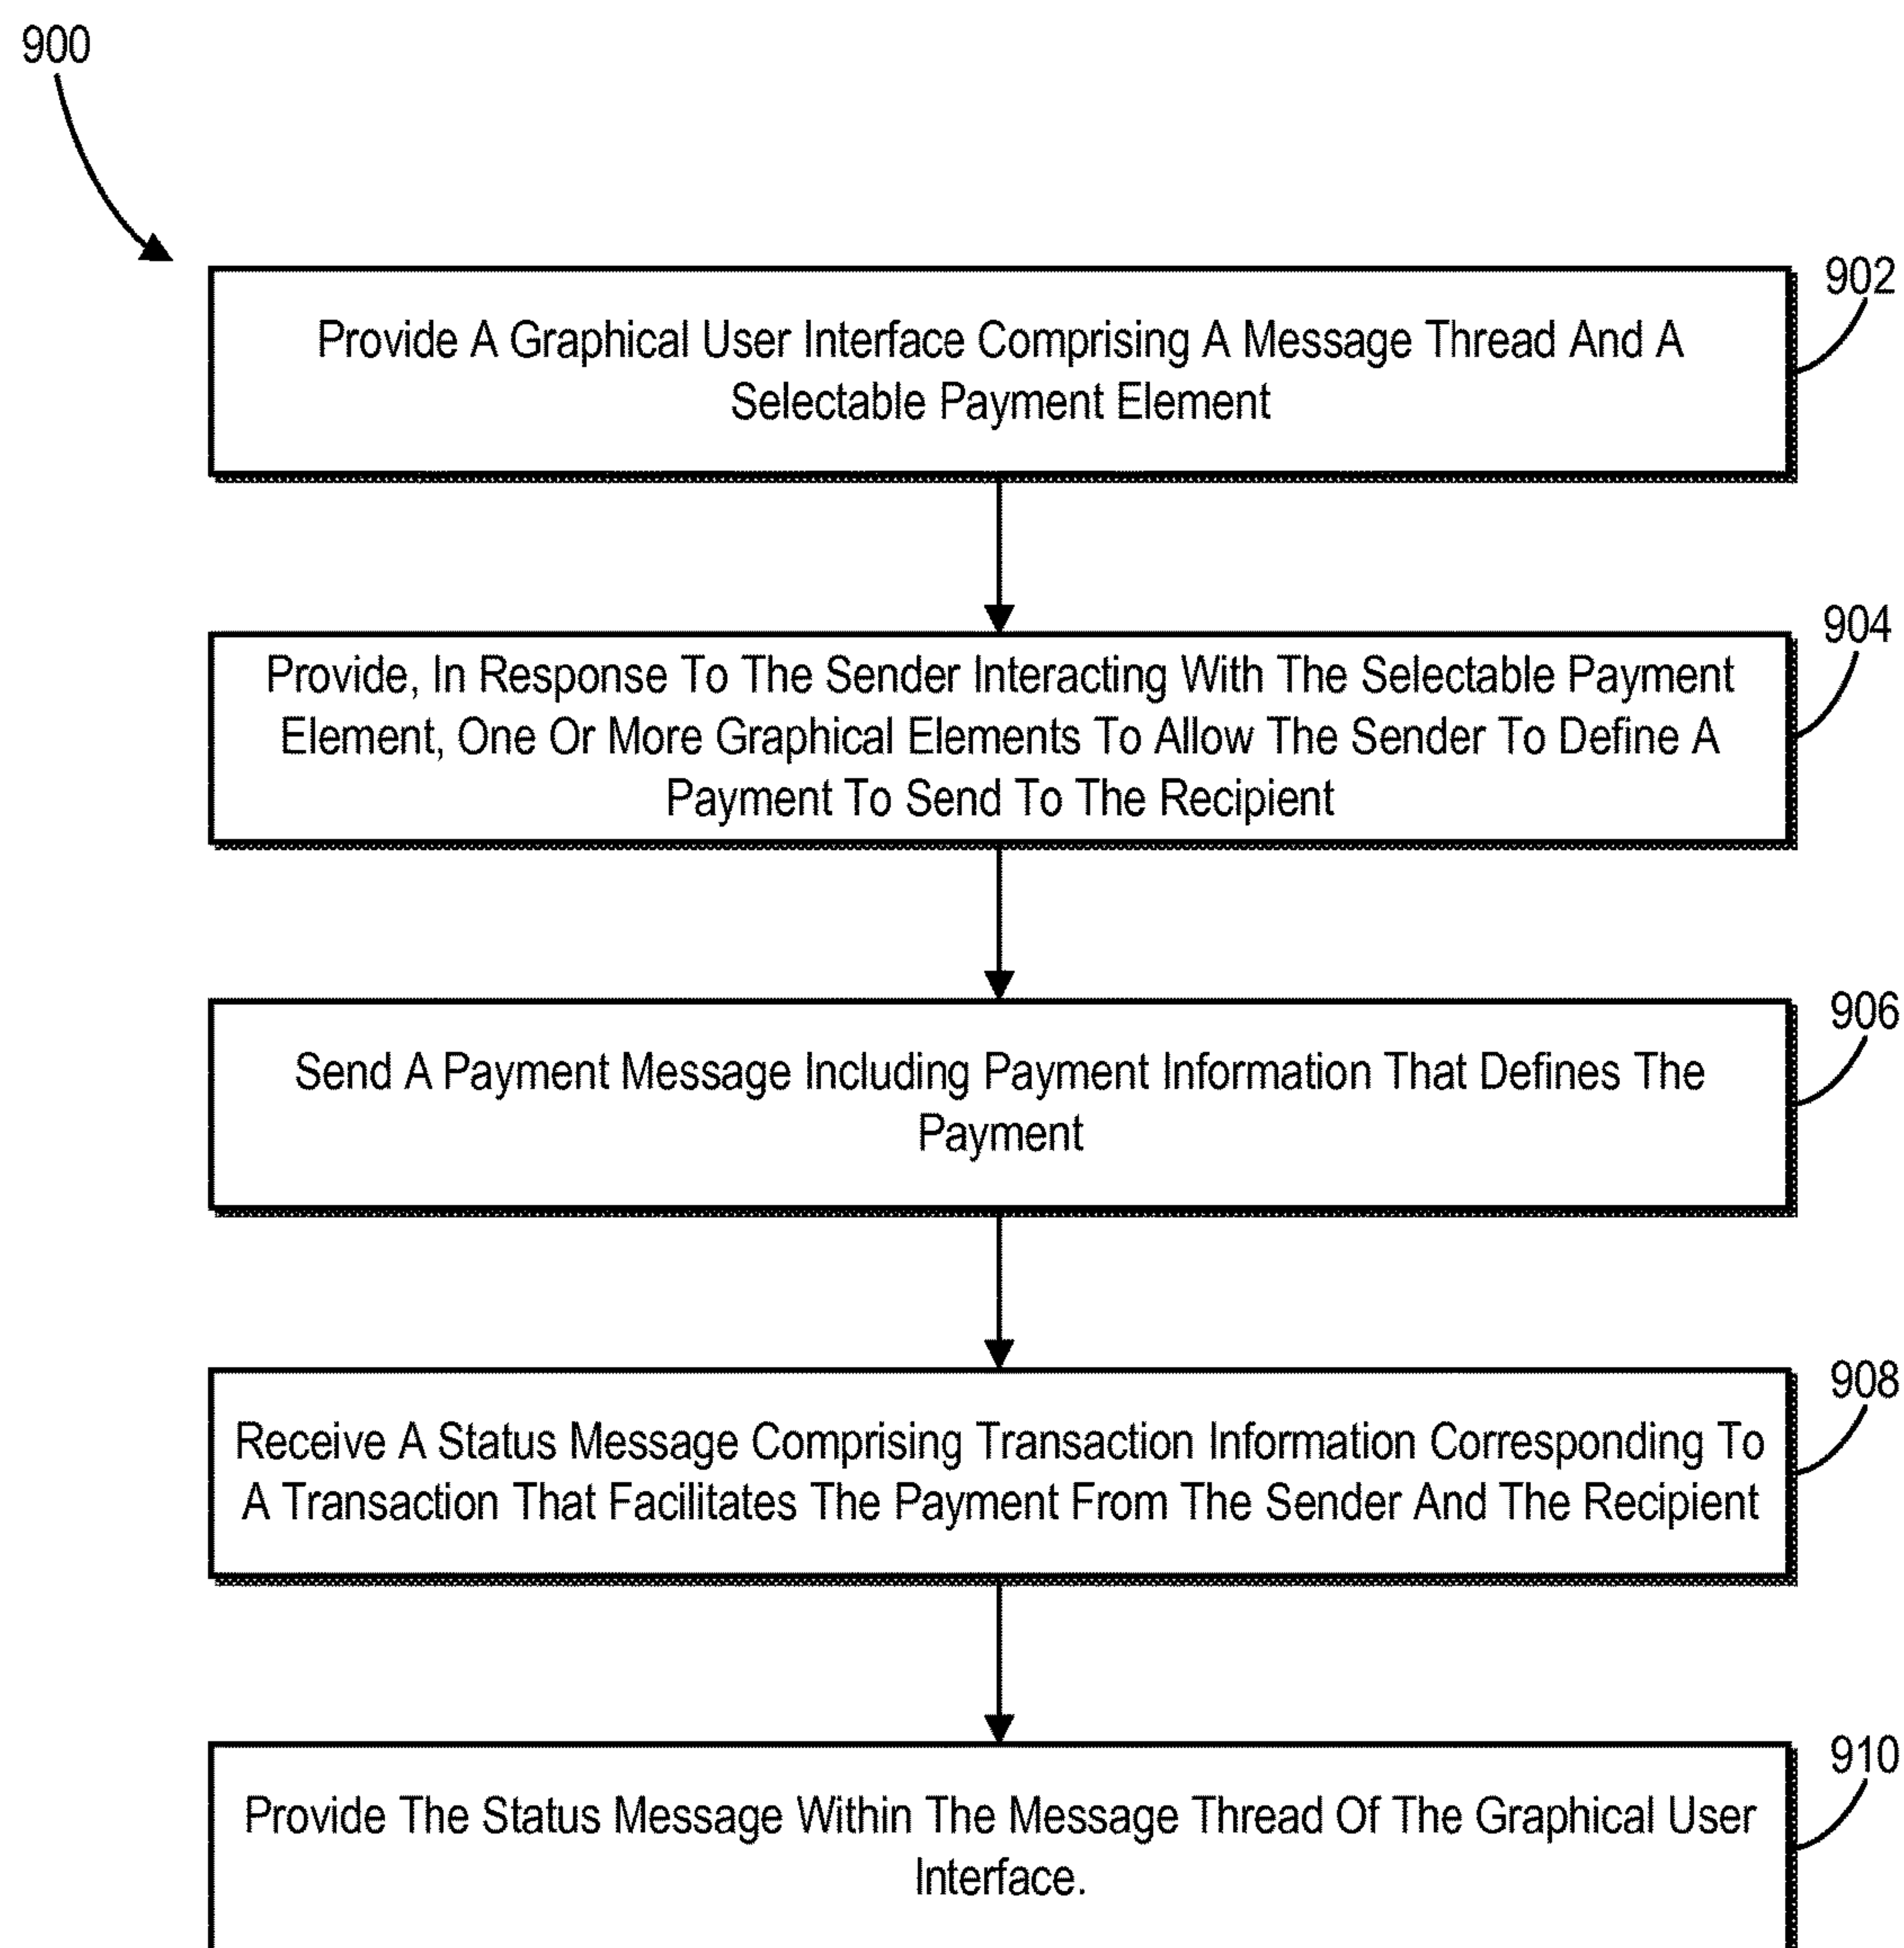 900
902
Provide A Graphical User Interface Comprising A Message Thread And A
Selectable Payment Element
904
Provide, In Response To The Sender Interacting With The Selectable Payment
Element, One Or More Graphical Elements To Allow The Sender To Define A
Payment To Send To The Recipient
906
Send A Payment Message Including Payment Information That Defines The
Payment
908
Receive A Status Message Comprising Transaction Information Corresponding To
A Transaction That Facilitates The Payment From The Sender And The Recipient
910
Provide The Status Message Within The Message Thread Of The Graphical User
Interface.